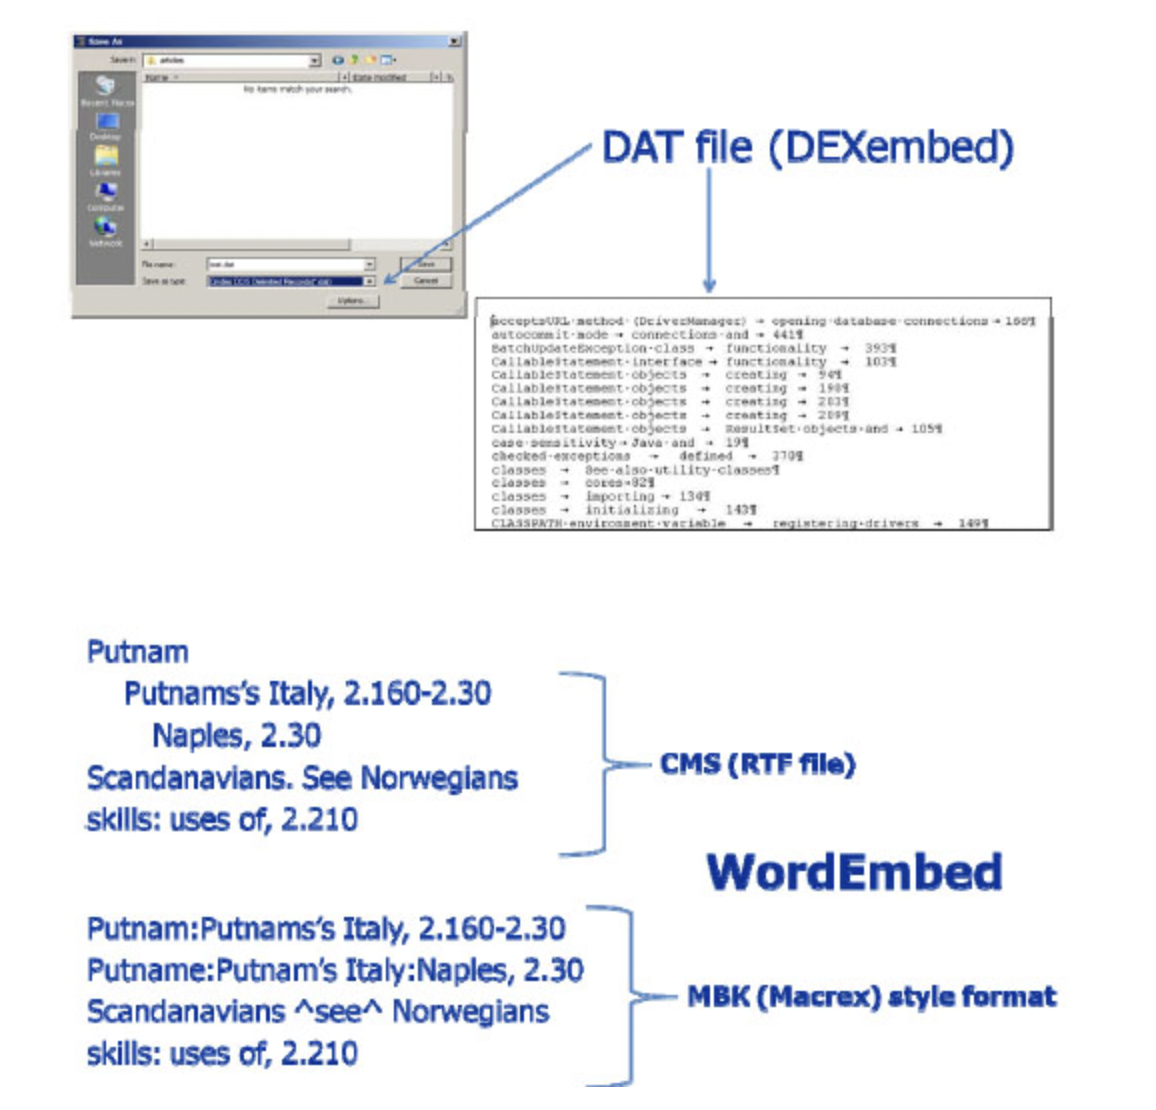 Save As
Save in:
articles
Name
Date modified
No items match your search.
Recent Places
Desktop
Libraries
Computer
Network
File name:
Save
Save as type:
Cancel
Options...
DAT file (DEXembed)
acceptsURL·method·(DriverManager) → opening·database·connections → 166¶
autocommit·mode → connections·and → 441¶
BatchUpdateException·class → functionality → 393¶
CallableStatement·interface → functionality → 103¶
CallableStatement·objects → creating → 94¶
CallableStatement·objects → creating → 198¶
CallableStatement·objects → creating → 203¶
CallableStatement·objects → creating → 209¶
CallableStatement·objects → ResultSet·objects·and → 105¶
case·sensitivity → Java·and → 19¶
checked·exceptions → defined → 370¶
classes → See·also·utility·classes¶
classes → cores→82¶
classes → importing → 134¶
classes → initializing → 143¶
CLASSPATH·environment·variable → registering·drivers → 149¶
Putnam
Putnams’s Italy, 2.160-2.30
Naples, 2.30
Scandanavians. See Norwegians
skills: uses of, 2.210
CMS (RTF file)
WordEmbed
Putnam:Putnams’s Italy, 2.160-2.30
Putname:Putnam’s Italy:Naples, 2.30
Scandanavians ^see^ Norwegians
skills: uses of, 2.210
MBK (Macrex) style format